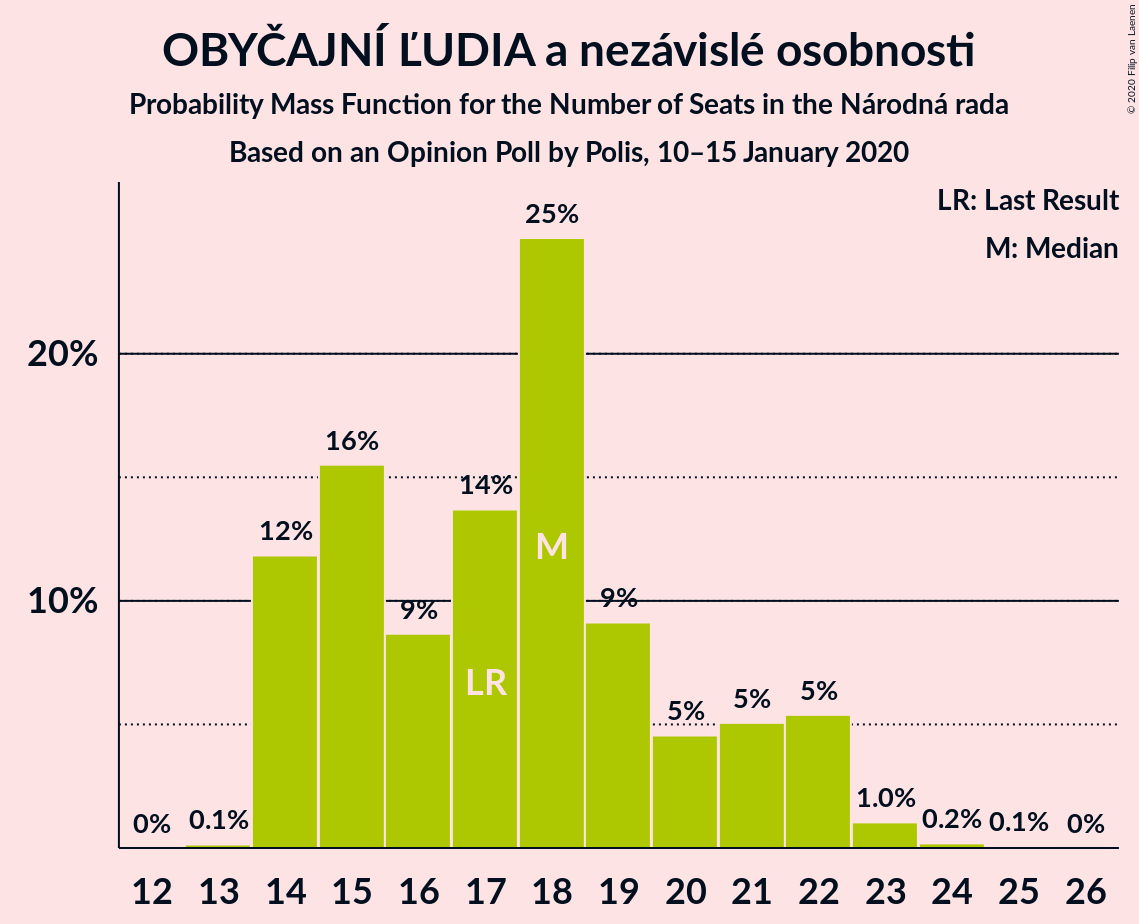 OBYČAJNÍ ĽUDIA a nezávislé osobnosti
Probability Mass Function for the Number of Seats in the Národná rada
Based on an Opinion Poll by Polis, 10–15 January 2020
© 2020 Filip van Laenen
LR: Last Result
M: Median
20%
10%
0%
0.1%
12%
16%
9%
14%
25%
9%
5%
5%
5%
1.0%
0.2%
0.1%
0%
LR
M
12 13 14 15 16 17 18 19 20 21 22 23 24 25 26